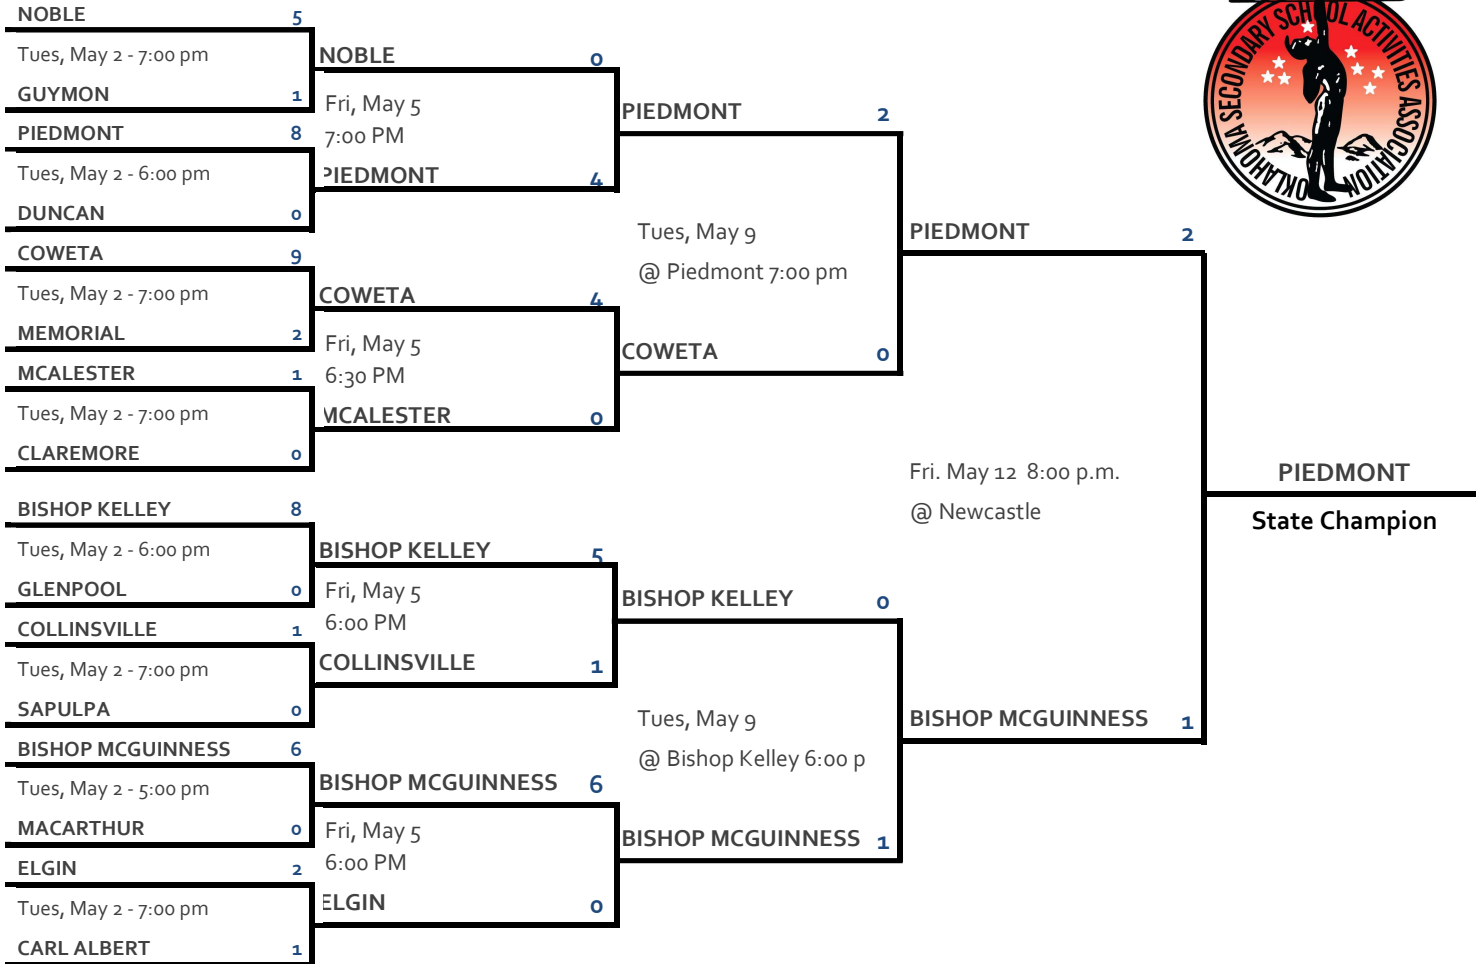 NOBLE 5
Tues, May 2 - 7:00 pm
GUYMON 1
PIEDMONT 8
Tues, May 2 - 6:00 pm
DUNCAN 0
COWETA 9
Tues, May 2 - 7:00 pm
MEMORIAL 2
MCALESTER 1
Tues, May 2 - 7:00 pm
CLAREMORE 0
BISHOP KELLEY 8
Tues, May 2 - 6:00 pm
GLENPOOL 0
COLLINSVILLE 1
Tues, May 2 - 7:00 pm
SAPULPA 0
BISHOP MCGUINNESS 6
Tues, May 2 - 5:00 pm
MACARTHUR 0
ELGIN 2
Tues, May 2 - 7:00 pm
CARL ALBERT 1
NOBLE 0
Fri, May 5
7:00 PM
PIEDMONT 4
COWETA 4
Fri, May 5
6:30 PM
MCALESTER 0
BISHOP KELLEY 5
Fri, May 5
6:00 PM
COLLINSVILLE 1
BISHOP MCGUINNESS 6
Fri, May 5
6:00 PM
ELGIN 0
PIEDMONT 2
Tues, May 9
@ Piedmont 7:00 pm
COWETA 0
BISHOP KELLEY 0
Tues, May 9
@ Bishop Kelley 6:00 p
BISHOP MCGUINNESS 1
PIEDMONT 2
Fri. May 12 8:00 p.m.
@ Newcastle
BISHOP MCGUINNESS 1
PIEDMONT
State Champion
OKLAHOMA SECONDARY SCHOOL ACTIVITIES ASSOCIATION